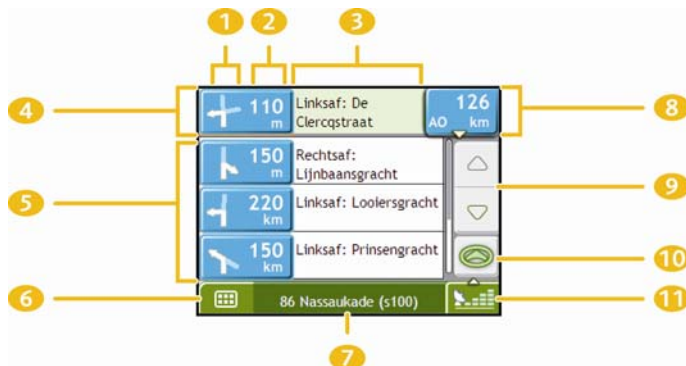 1 2 3
4 110 m Linksaf: De Clercqstraat 126 AO km 8
150 m Rechtsaf: Lijnbaansgracht
9
5 220 km Linksaf: Looiersgracht
150 km Linksaf: Prinsengracht 10
6 86 Nassaukade (s100) 11
7